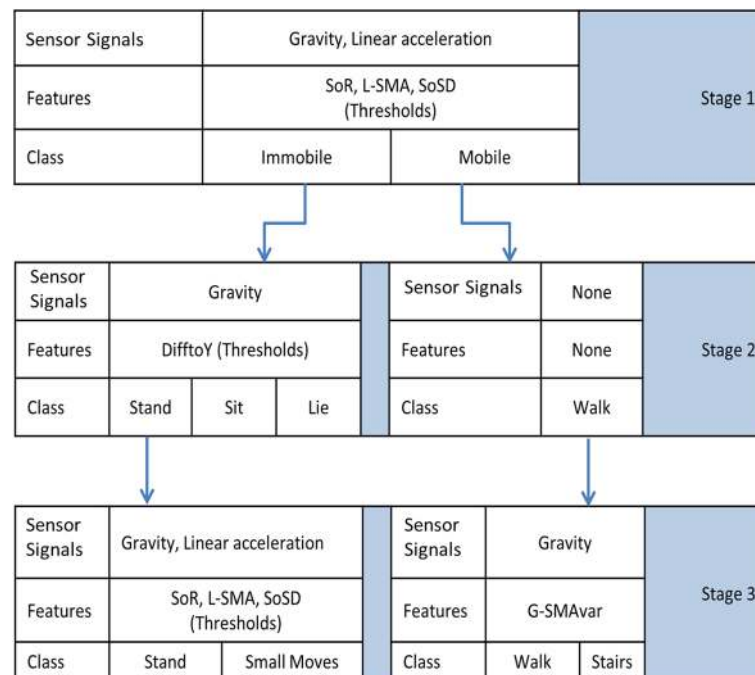 Sensor Signals
Gravity, Linear acceleration
Stage 1
Features
SoR, L-SMA, SoSD
(Thresholds)
Class
Immobile
Mobile
Sensor
Signals
Gravity
Features
DifftoY (Thresholds)
Class
Stand
Sit
Lie
Sensor Signals
None
Features
None
Class
Walk
Stage 2
Sensor
Signals
Gravity, Linear acceleration
Features
SoR, L-SMA, SoSD
(Thresholds)
Class
Stand
Small Moves
Sensor
Signals
Gravity
Features
G-SMAvar
Class
Walk
Stairs
Stage 3